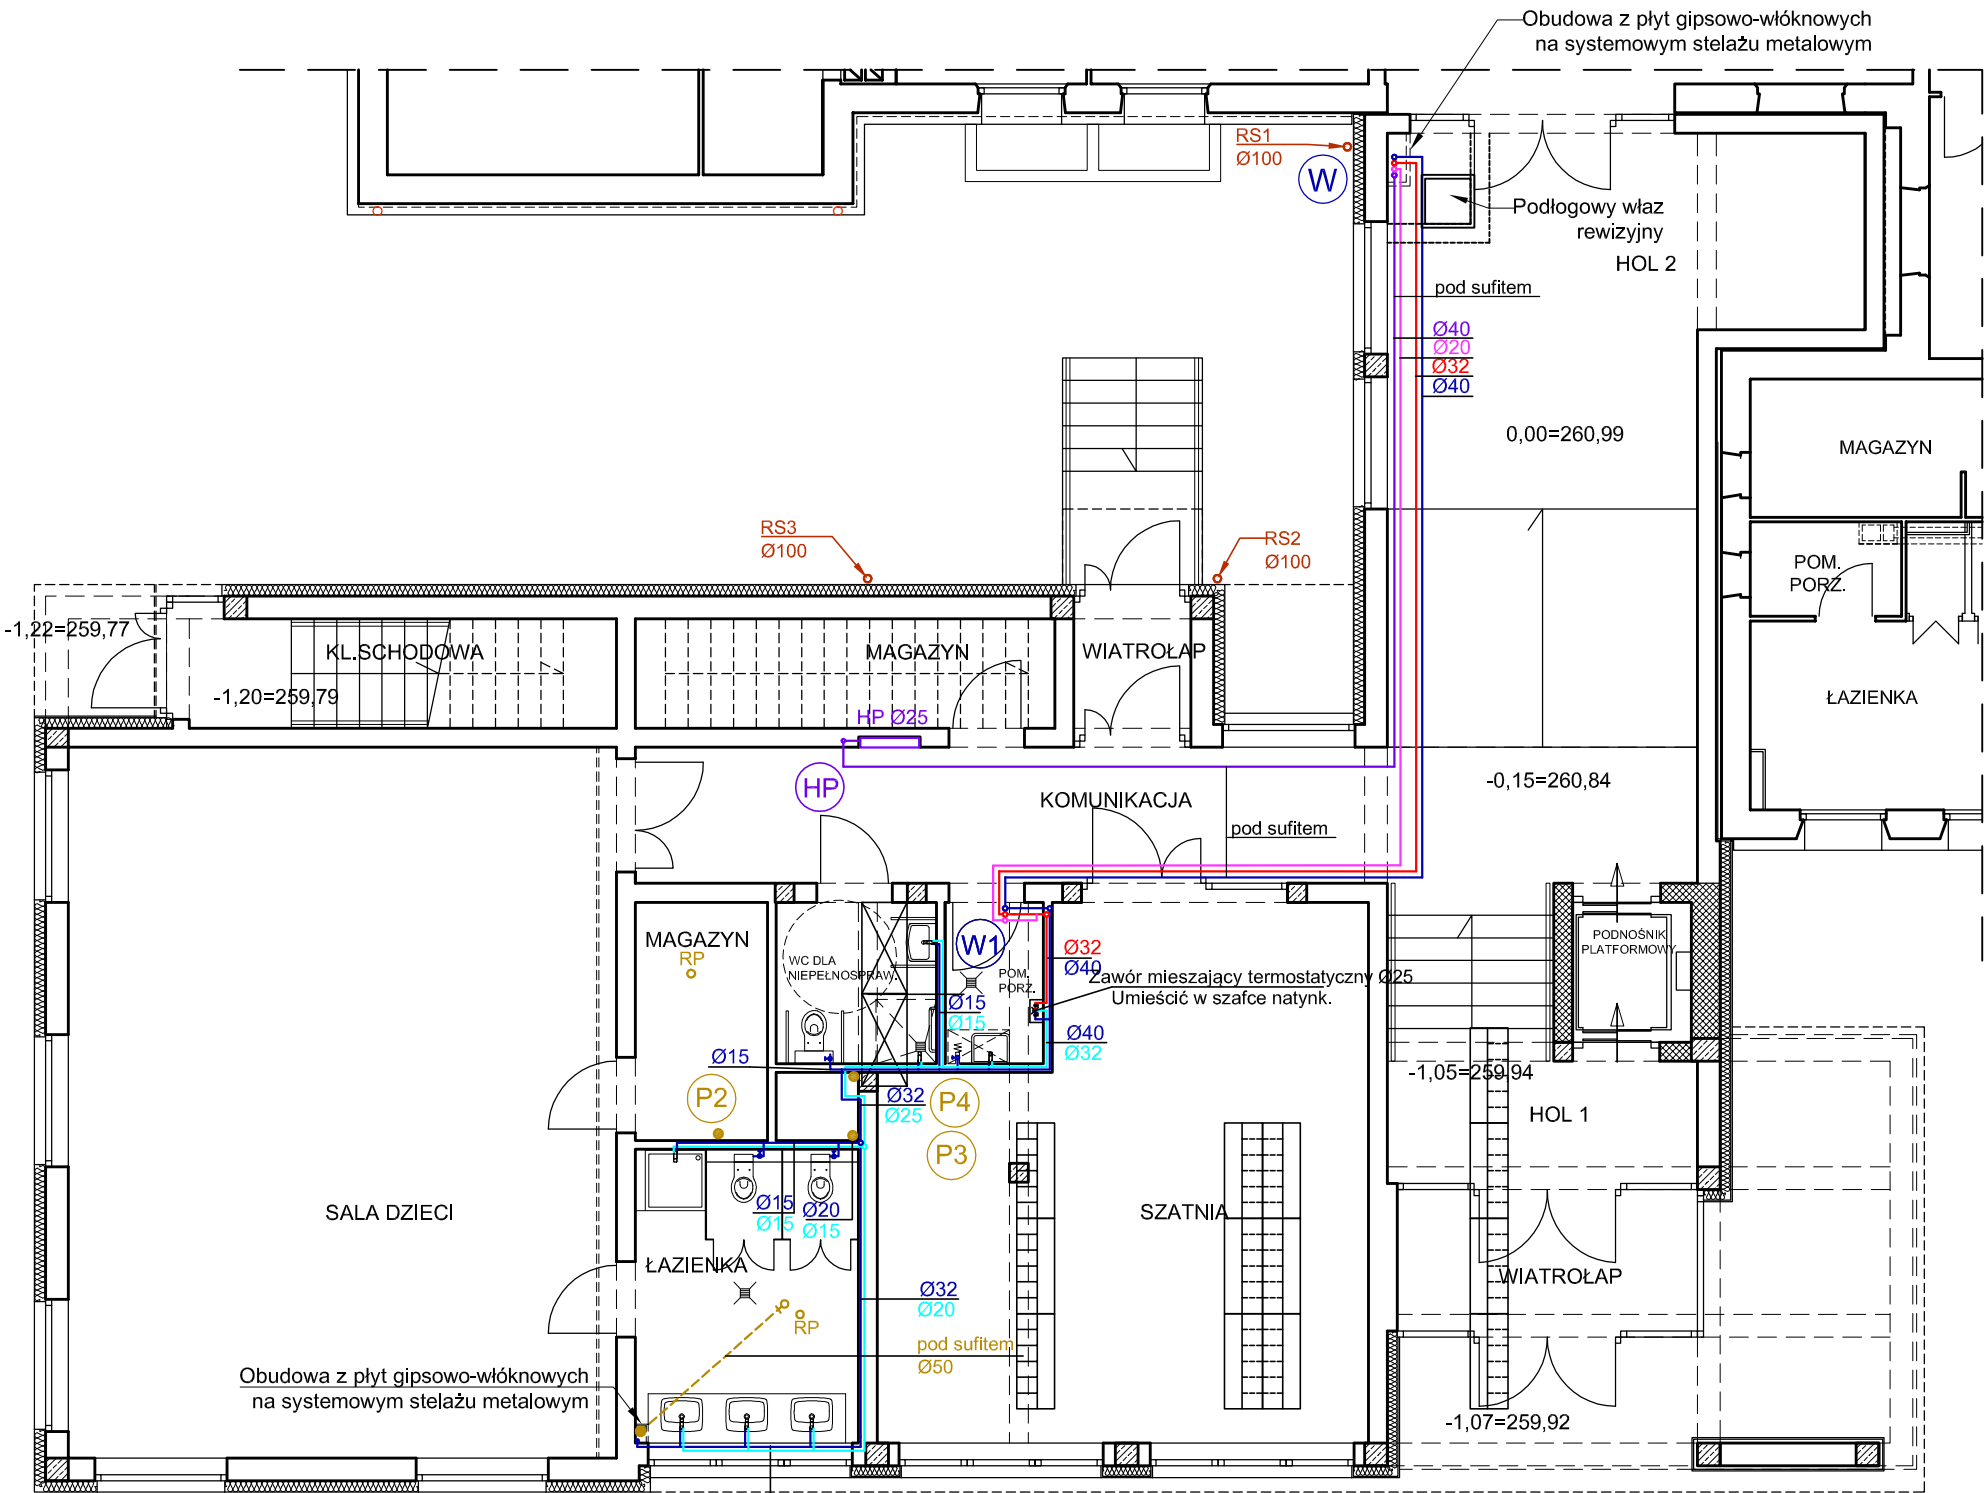 Obudowa z płyt gipsowo-włóknowych
na systemowym stelażu metalowym
RS1
Ø100
W
Podłogowy właz
rewizyjny
HOL 2
pod sufitem
Ø40
Ø20
Ø32
Ø40
0,00=260,99
MAGAZYN
RS3
Ø100
RS2
Ø100
POM.
PORZ.
-1,22=259,77
KL.SCHODOWA
MAGAZYN
WIATROŁAP
-1,20=259,79
ŁAZIENKA
HP Ø25
HP
KOMUNIKACJA
-0,15=260,84
pod sufitem
MAGAZYN
RP
WC DLA
NIEPEŁNOSPRAW.
W1
POM.
PORZ.
Ø32
Ø40
Zawór mieszający termostatyczny Ø25
Umieścić w szafce natynk.
PODNOŚNIK
PLATFORMOWY
Ø15
Ø15
Ø40
Ø32
Ø15
-1,05=259,94
P2
Ø32
Ø25
P4
HOL 1
P3
SALA DZIECI
Ø15
Ø15
Ø20
Ø15
SZATNIA
ŁAZIENKA
WIATROŁAP
Ø32
Ø20
RP
pod sufitem
Ø50
Obudowa z płyt gipsowo-włóknowych
na systemowym stelażu metalowym
-1,07=259,92